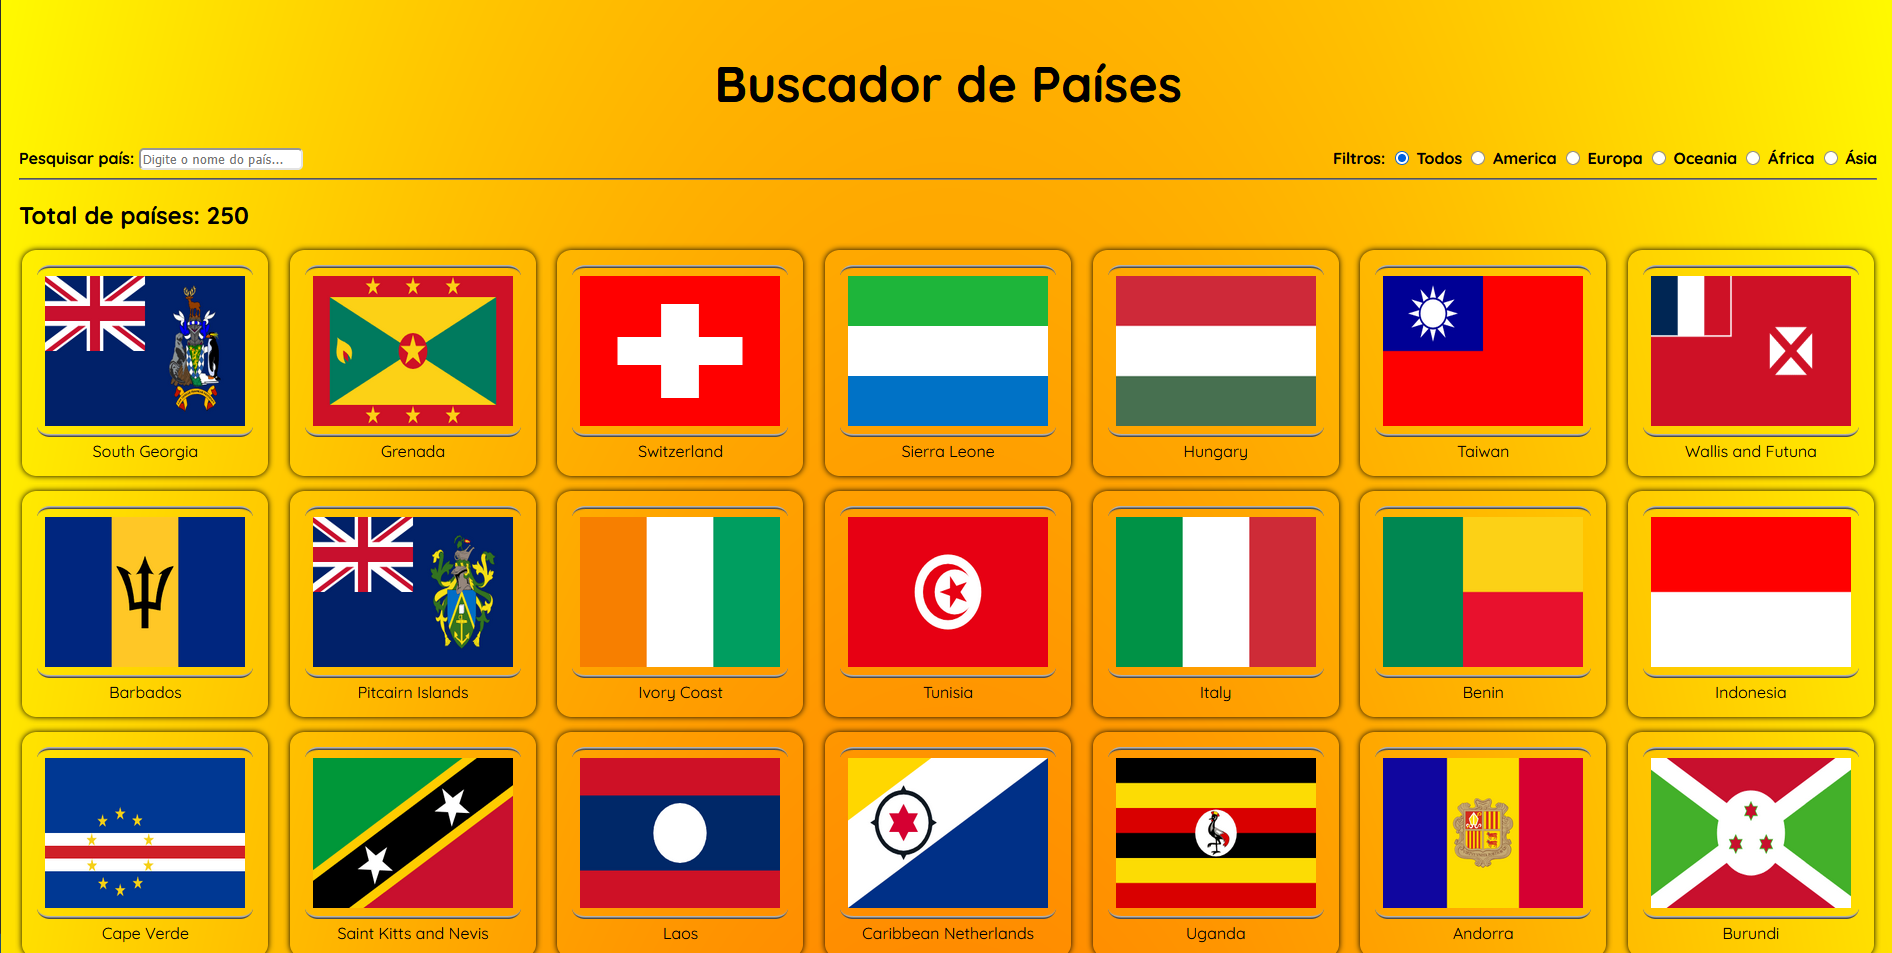 Buscador de Países
Pesquisar país: Digite o nome do país... Filtros: Todos America Europa Oceania África Ásia
Total de países: 250
South Georgia Grenada Switzerland Sierra Leone Hungary Taiwan Wallis and Futuna
Barbados Pitcairn Islands Ivory Coast Tunisia Italy Benin Indonesia
Cape Verde Saint Kitts and Nevis Laos Caribbean Netherlands Uganda Andorra Burundi